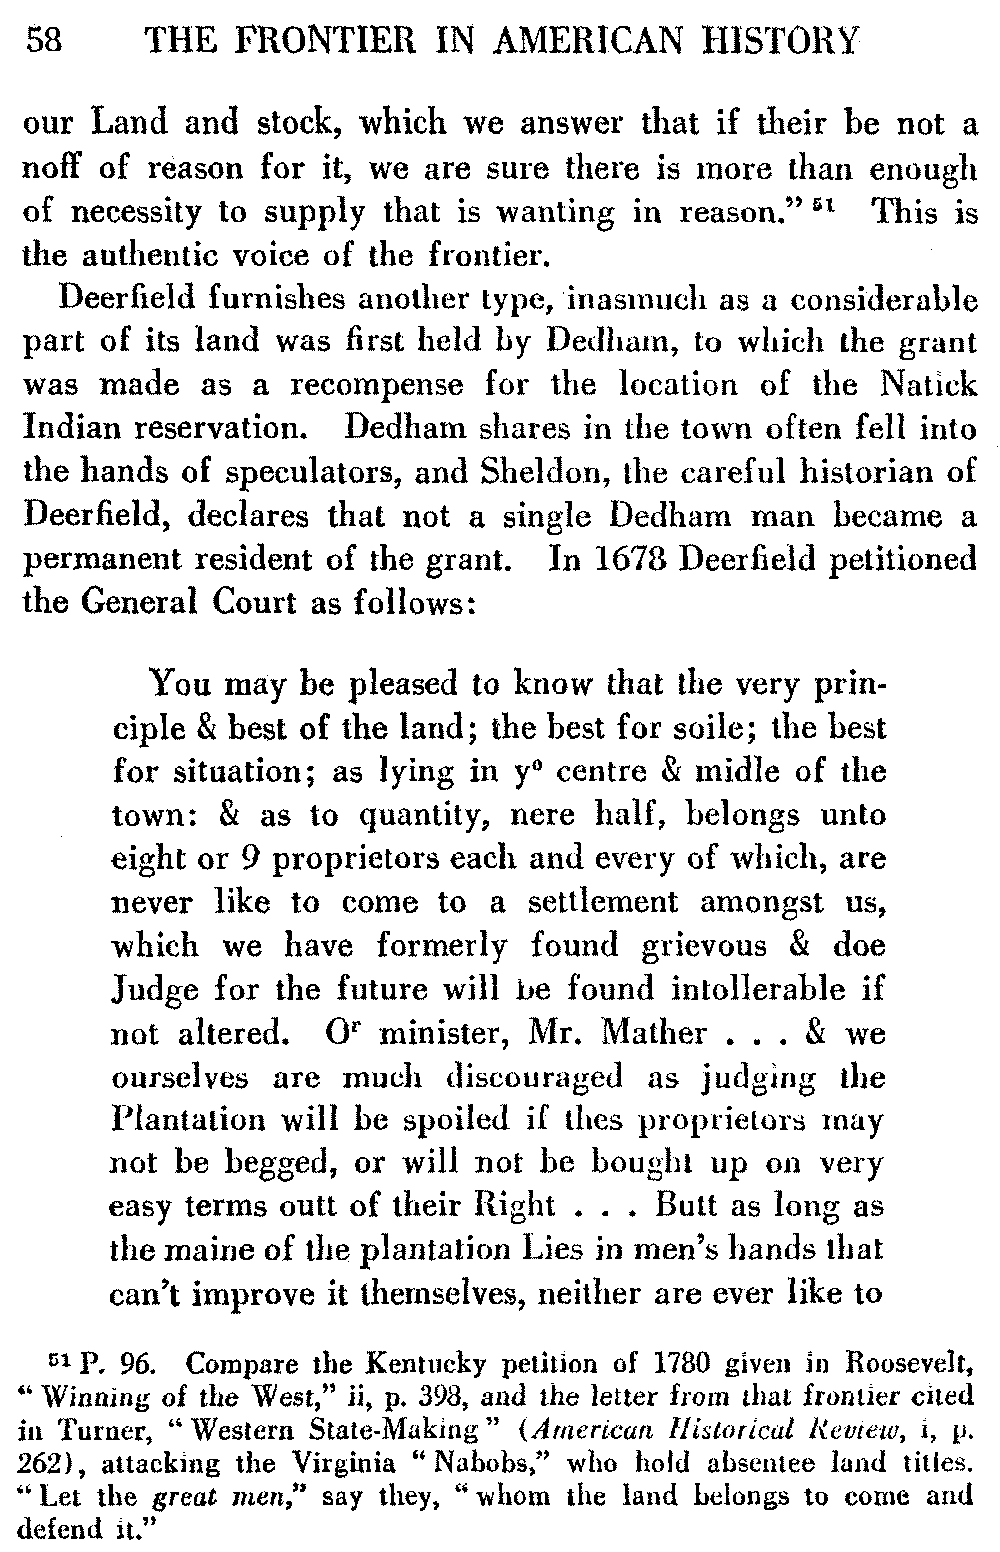 58 THE FRONTIER IN AMERICAN HISTORY
our Land and stock, which we answer that if their be not a
noff of reason for it, we are sure there is more than enough
of necessity to supply that is wanting in reason." 51 This is
the authentic voice of the frontier.
Deerfield furnishes another type, inasmuch as a considerable
part of its land was first held by Dedham, to which the grant
was made as a recompense for the location of the Natick
Indian reservation. Dedham shares in the town often fell into
the hands of speculators, and Sheldon, the careful historian of
Deerfield, declares that not a single Dedham man became a
permanent resident of the grant. In 1678 Deerfield petitioned
the General Court as follows:
You may be pleased to know that the very prin-
ciple & best of the land; the best for soile; the best
for situation; as lying in yo centre & midle of the
town: & as to quantity, nere half, belongs unto
eight or 9 proprietors each and every of which, are
never like to come to a settlement amongst us,
which we have formerly found grievous & doe
Judge for the future will be found intollerable if
not altered. Or minister, Mr. Mather . . . & we
ourselves are much discouraged as judging the
Plantation will be spoiled if thes proprietors may
not be begged, or will not be bought up on very
easy terms outt of their Right . . . Butt as long as
the maine of the plantation Lies in men's hands that
can't improve it themselves, neither are ever like to
51 P. 96. Compare the Kentucky petition of 1780 given in Roosevelt,
"Winning of the West," ii, p. 398, and the letter from that frontier cited
in Turner, "Western State-Making" (American Historical Review, i, p.
262), attacking the Virginia "Nabobs," who hold absentee land titles.
"Let the great men," say they, "whom the land belongs to come and
defend it."